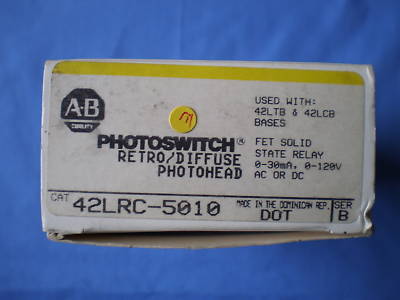 A-B
QUALITY
m
PHOTOSWITCH®
RETRO/DIFFUSE
PHOTOHEAD
USED WITH:
42LTB & 42LCB
BASES
FET SOLID
STATE RELAY
0-30mA, 0-120V
AC OR DC
CAT
42LRC-5010
MADE IN THE DOMINICAN REP.
DOT
SER
B